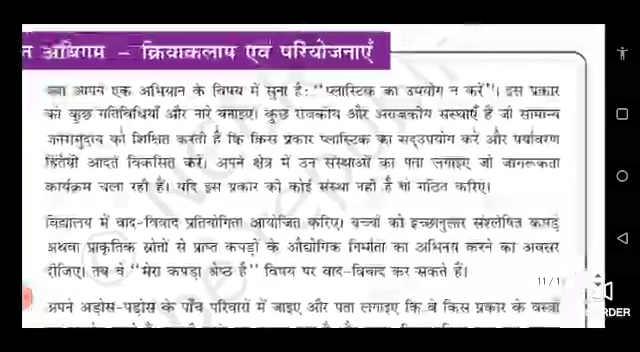 अधिगम – क्रियाकलाप एवं परियोजनाएँ
आपने एक अभियान के विषय में सुना है: "प्लास्टिक का उपयोग न करें"। इस प्रकार
की कुछ गतिविधियाँ और नारे बनाइए। कुछ राजकीय और अराजकीय संस्थाएँ हैं जो सामान्य
जनसमुदाय को शिक्षित करती हैं कि किस प्रकार प्लास्टिक का सदुपयोग करें और पर्यावरण
हितैषी आदतें विकसित करें। अपने क्षेत्र में उन संस्थाओं का पता लगाइए जो जागरूकता
कार्यक्रम चला रही हैं। यदि इस प्रकार की कोई संस्था नहीं है तो गठित करिए।
विद्यालय में वाद-विवाद प्रतियोगिता आयोजित करिए। बच्चों को इच्छानुसार संश्लेषित कपड़े
अथवा प्राकृतिक स्रोतों से प्राप्त कपड़ों के औद्योगिक निर्माता का अभिनय करने का अवसर
दीजिए। तब वे "मेरा कपड़ा श्रेष्ठ है" विषय पर वाद-विवाद कर सकते हैं।
11/1
अपने अड़ोस-पड़ोस के पाँच परिवारों में जाइए और पता लगाइए कि वे किस प्रकार के वस्त्रों